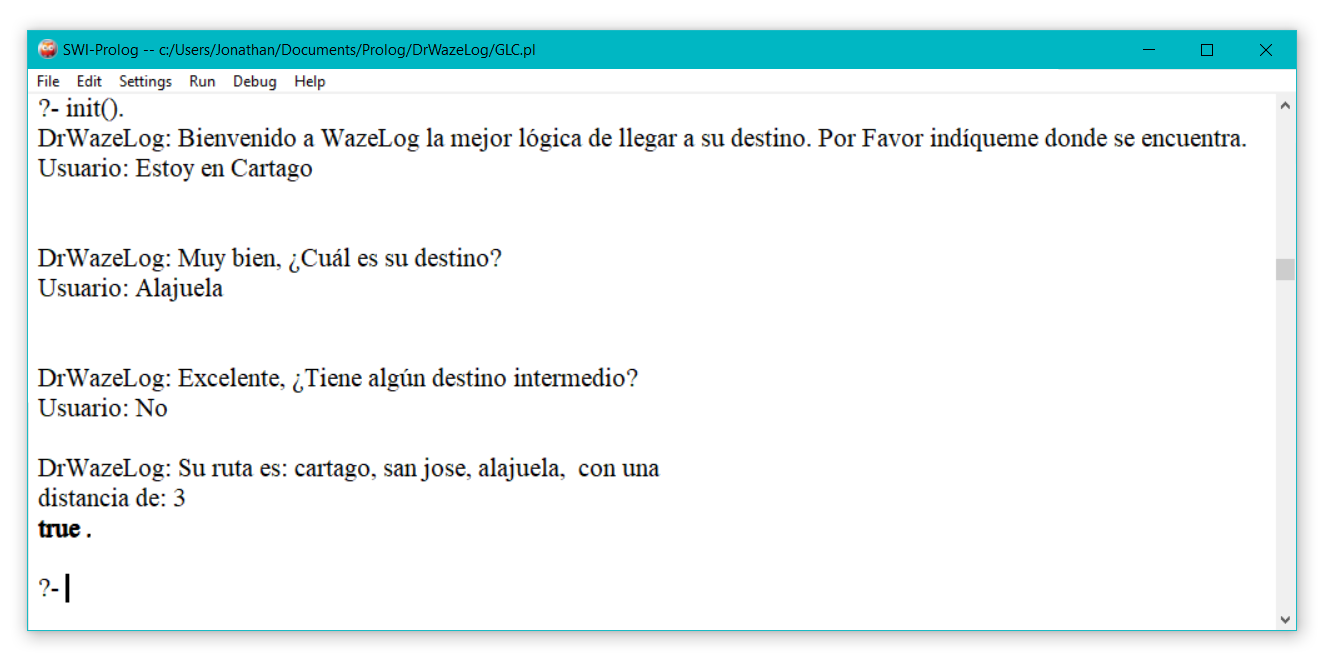 SWI-Prolog -- c:/Users/Jonathan/Documents/Prolog/DrWazeLog/GLC.pl
File Edit Settings Run Debug Help
?- init().
DrWazeLog: Bienvenido a WazeLog la mejor lógica de llegar a su destino. Por Favor indíqueme donde se encuentra.
Usuario: Estoy en Cartago
DrWazeLog: Muy bien, ¿Cuál es su destino?
Usuario: Alajuela
DrWazeLog: Excelente, ¿Tiene algún destino intermedio?
Usuario: No
DrWazeLog: Su ruta es: cartago, san jose, alajuela,  con una
distancia de: 3
true .
?-